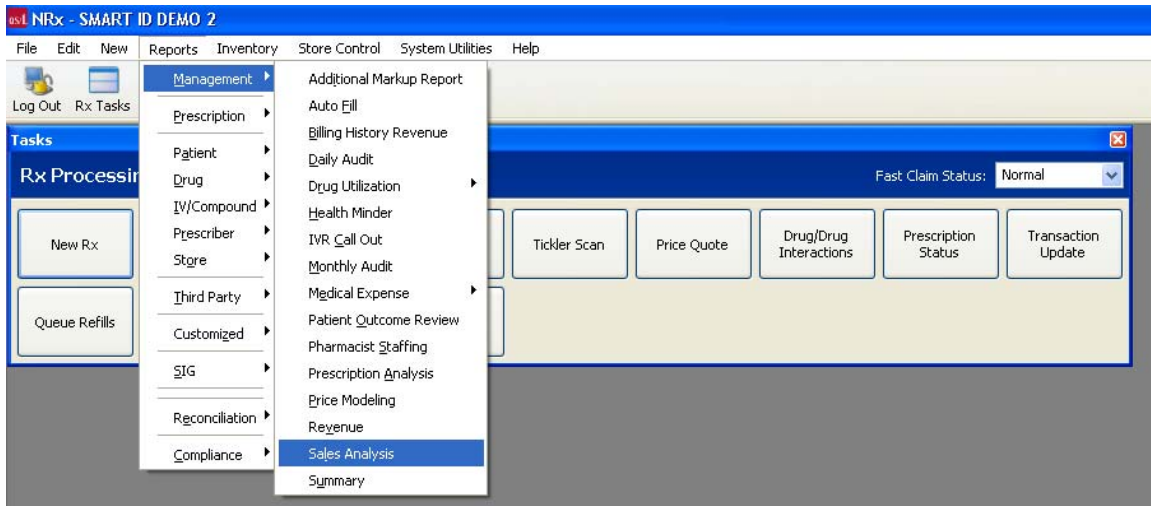 QS/1 NRx - SMART ID DEMO 2
File Edit New Reports Inventory Store Control System Utilities Help
Log Out Rx Tasks
Management
Prescription
Patient
Drug
IV/Compound
Prescriber
Store
Third Party
Customized
SIG
Reconciliation
Compliance
Additional Markup Report
Auto Fill
Billing History Revenue
Daily Audit
Drug Utilization
Health Minder
IVR Call Out
Monthly Audit
Medical Expense
Patient Outcome Review
Pharmacist Staffing
Prescription Analysis
Price Modeling
Revenue
Sales Analysis
Summary
Tasks
Rx Processin
Fast Claim Status: Normal
New Rx
Tickler Scan
Price Quote
Drug/Drug
Interactions
Prescription
Status
Transaction
Update
Queue Refills